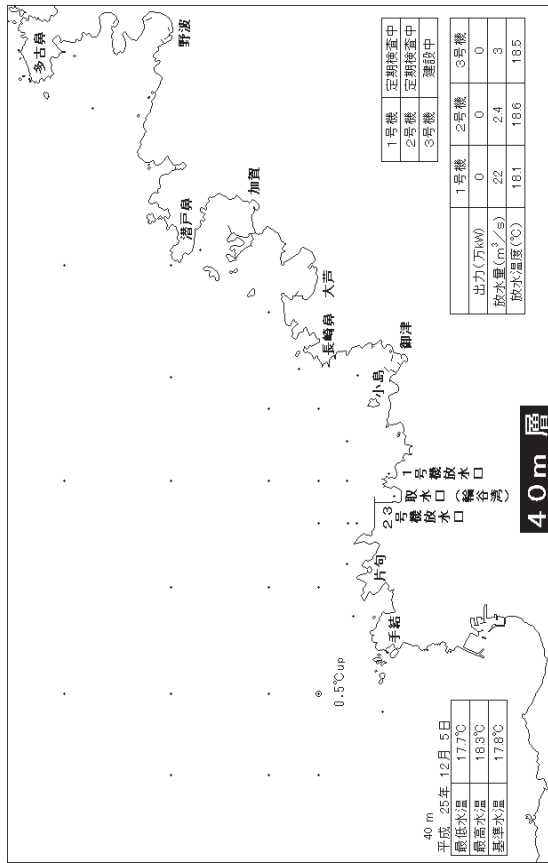 多古鼻
野波
潜戸鼻
加賀
大芦
長崎鼻
御津
小島
1号機放水口
取水口（輪谷湾）
2 3号機放水口
片句
手結
0.5℃up
1号機 定期検査中
2号機 定期検査中
3号機 建設中
1号機 2号機 3号機
出力(万kW) 0 0 0
放水量(m³/s) 22 2.4 3
放水温度(℃) 18.1 18.6 18.5
40m 層
40 m
平成 25年 12月 5日
最低水温 17.7℃
最高水温 18.3℃
基準水温 17.8℃